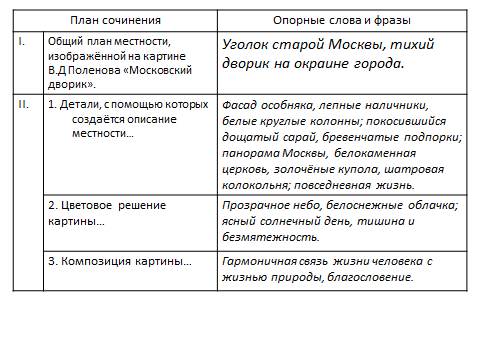 План сочинения
Опорные слова и фразы
I.
Общий план местности,
изображённой на картине
В.Д Поленова «Московский
дворик».
Уголок старой Москвы, тихий
дворик на окраине города.
II.
1. Детали, с помощью которых
создаётся описание
местности…
Фасад особняка, лепные наличники,
белые круглые колонны; покосившийся
дощатый сарай, бревенчатые подпорки;
панорама Москвы, белокаменная
церковь, золочёные купола, шатровая
колокольня; повседневная жизнь.
2. Цветовое решение
картины…
Прозрачное небо, белоснежные облачка;
ясный солнечный день, тишина и
безмятежность.
3. Композиция картины…
Гармоничная связь жизни человека с
жизнью природы, благословение.